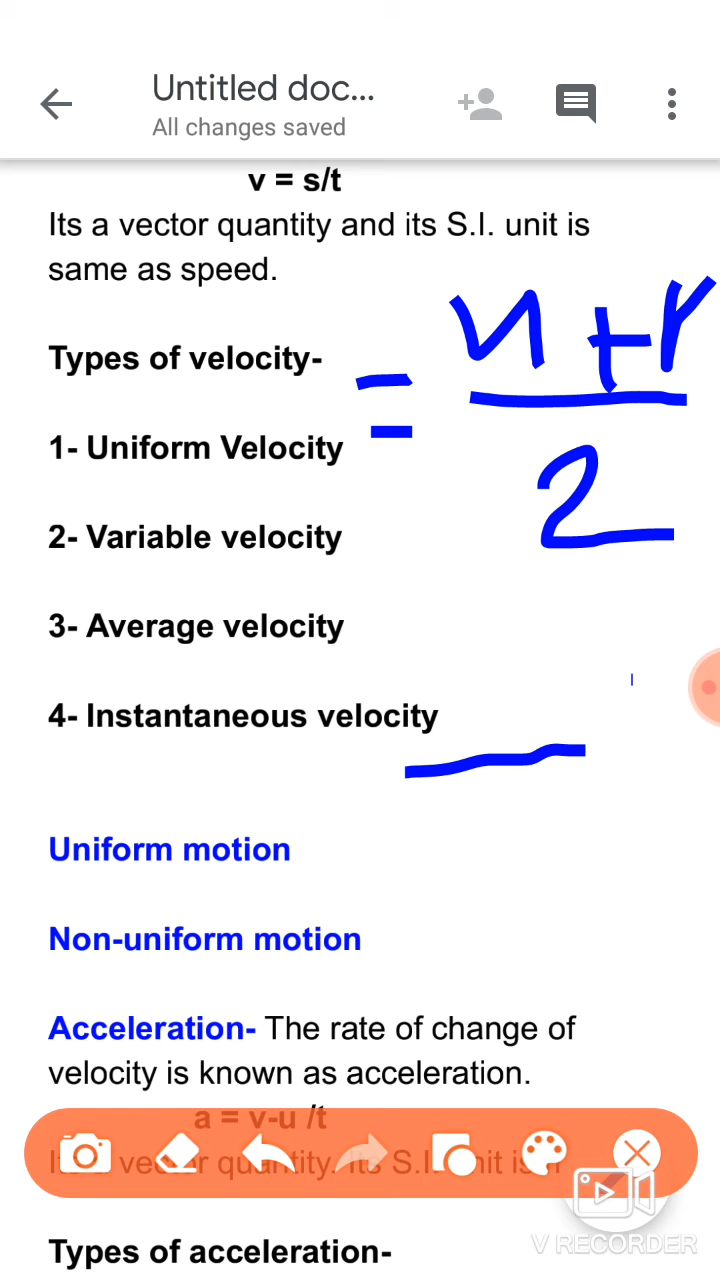 Untitled doc...
All changes saved
v = s/t
Its a vector quantity and its S.I. unit is
same as speed.
Types of velocity-
= u + v
2
1- Uniform Velocity
2- Variable velocity
3- Average velocity
4- Instantaneous velocity
Uniform motion
Non-uniform motion
Acceleration- The rate of change of
velocity is known as acceleration.
a = v-u /t
quantity. Its S.I.
Types of acceleration-
V RECORDER